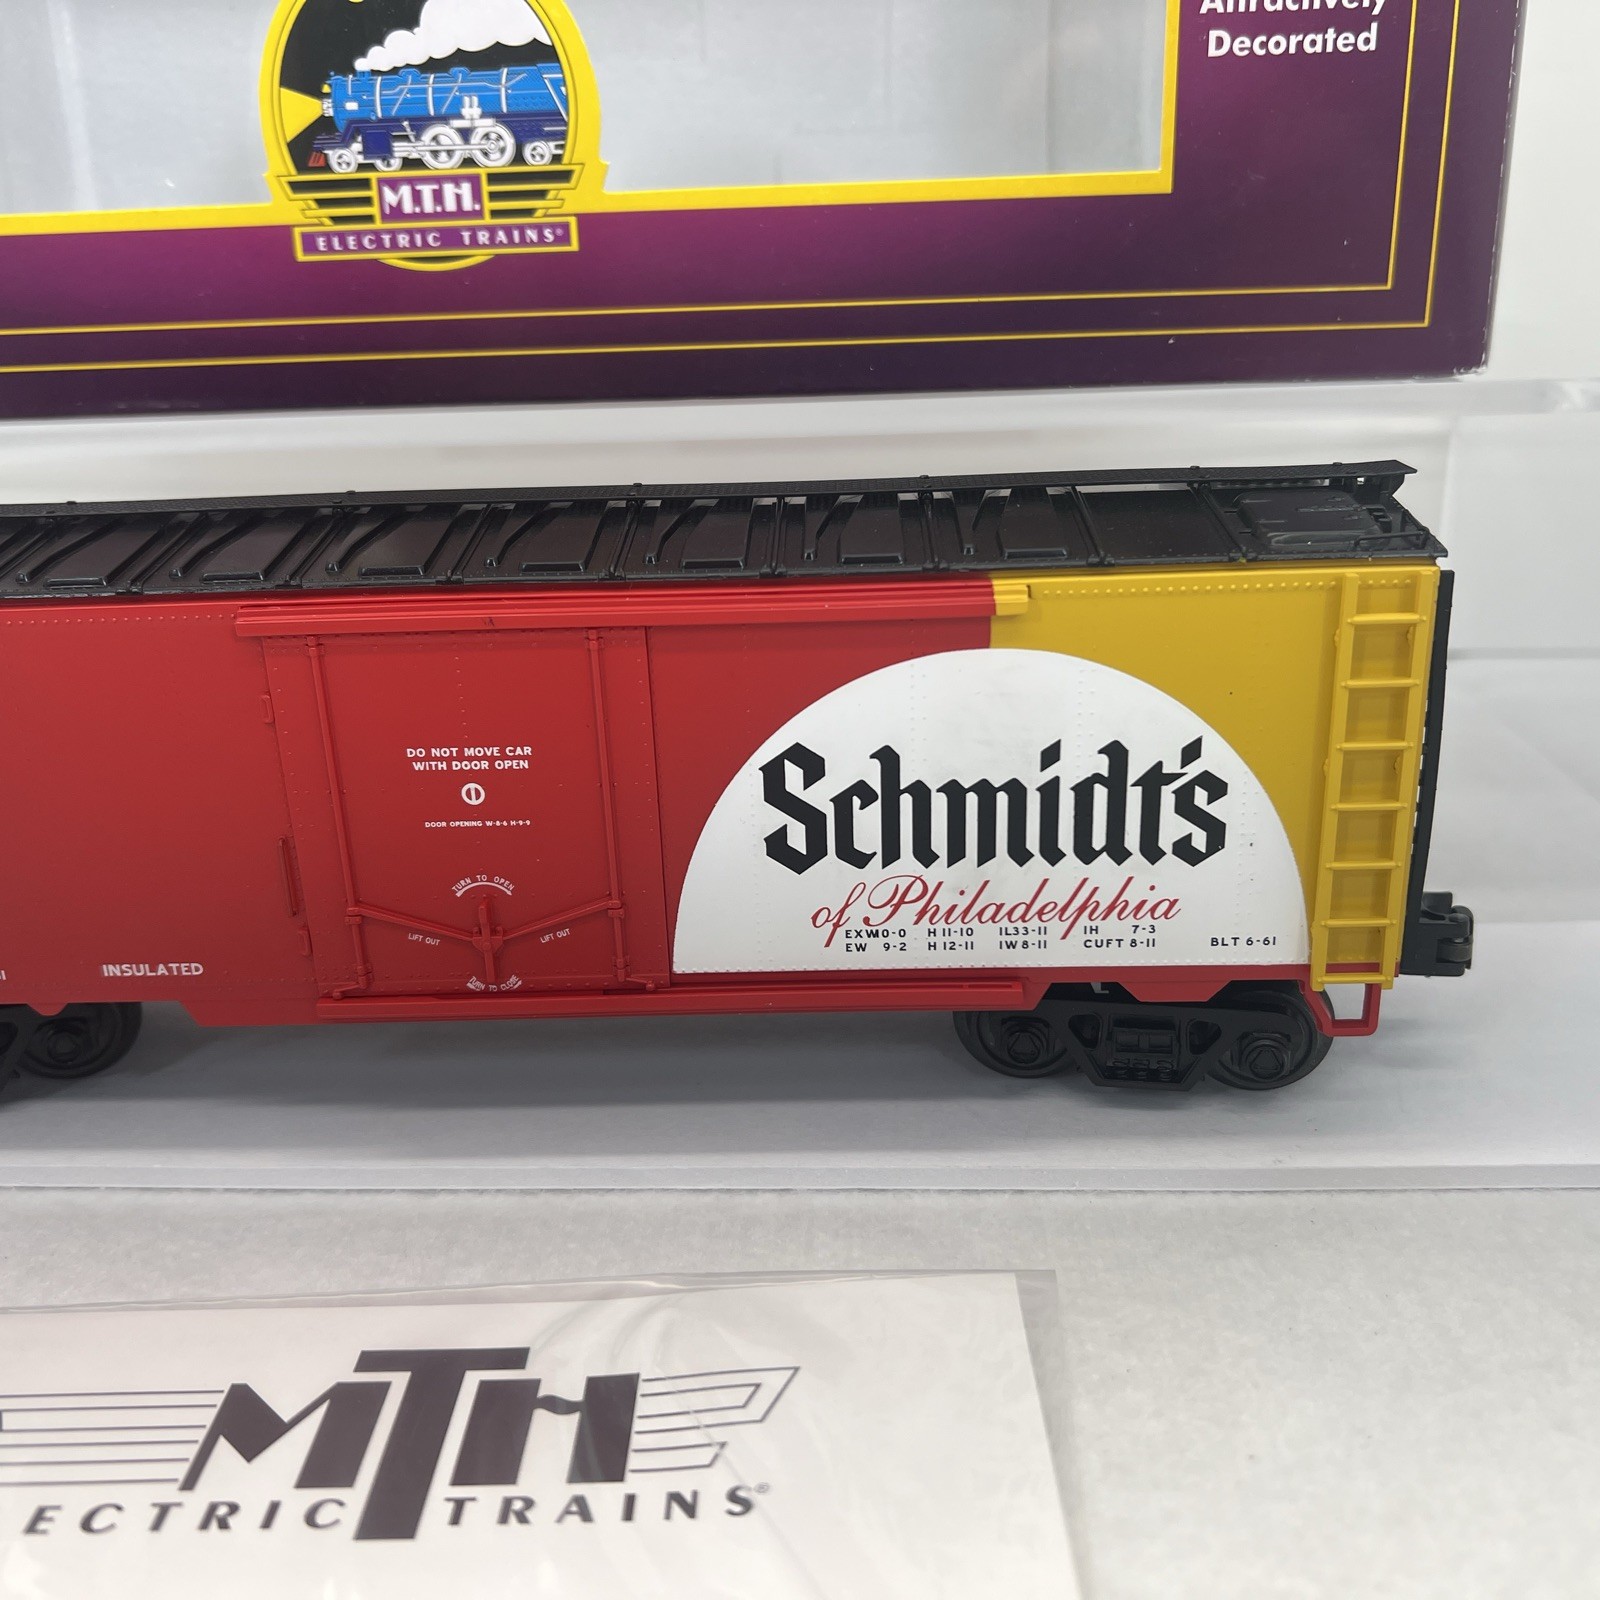 Attractively
Decorated
M.T.H.
ELECTRIC TRAINS®
DO NOT MOVE CAR
WITH DOOR OPEN
DOOR OPENING W-8-6 H-9-9
TURN TO OPEN
LIFT OUT
LIFT OUT
TURN TO CLOSE
INSULATED
Schmidt's
of Philadelphia
EXW10-0 H 11-10 IL33-11 IH 7-3
EW 9-2 H 12-11 IW8-11 CUFT 8-11
BLT 6-61
MTH
ECTRIC TRAINS®